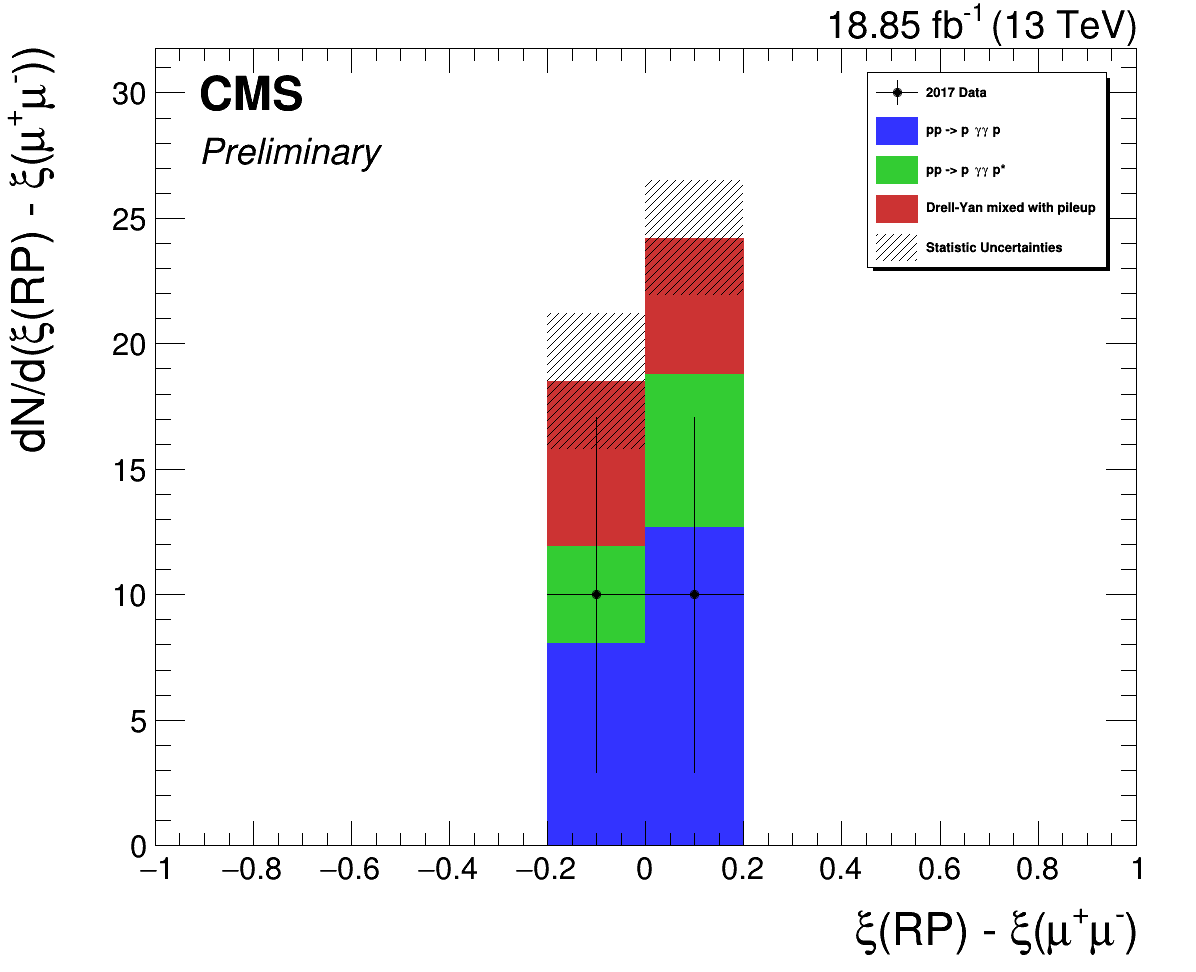 18.85 fb⁻¹ (13 TeV)
CMS
Preliminary
2017 Data
pp -> p γγ p
pp -> p γγ p*
Drell-Yan mixed with pileup
Statistic Uncertainties
dN/d(ξ(RP) - ξ(μ⁺μ⁻))
30
25
20
15
10
5
0
−1 −0.8 −0.6 −0.4 −0.2 0 0.2 0.4 0.6 0.8 1
ξ(RP) - ξ(μ⁺μ⁻)